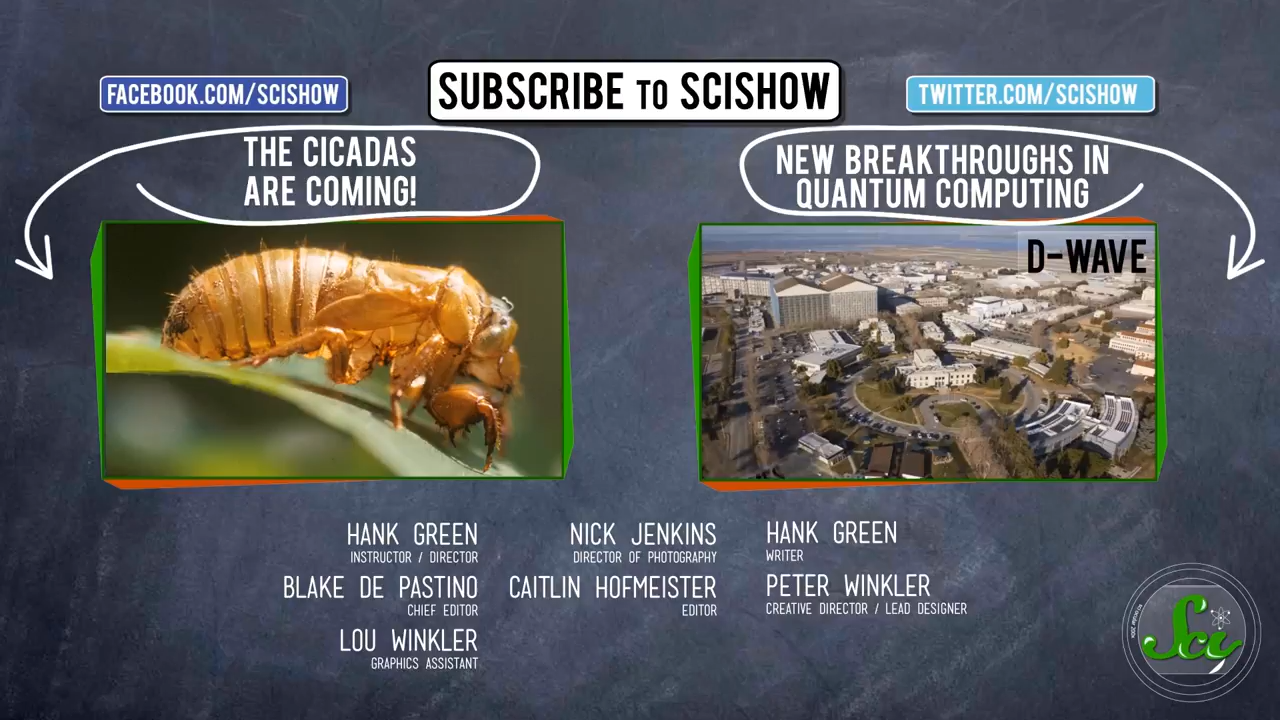 FACEBOOK.COM/SCISHOW
SUBSCRIBE TO SCISHOW
TWITTER.COM/SCISHOW
THE CICADAS
ARE COMING!
NEW BREAKTHROUGHS IN
QUANTUM COMPUTING
D-WAVE
HANK GREEN
INSTRUCTOR / DIRECTOR
BLAKE DE PASTINO
CHIEF EDITOR
LOU WINKLER
GRAPHICS ASSISTANT
NICK JENKINS
DIRECTOR OF PHOTOGRAPHY
CAITLIN HOFMEISTER
EDITOR
HANK GREEN
WRITER
PETER WINKLER
CREATIVE DIRECTOR / LEAD DESIGNER
Sci